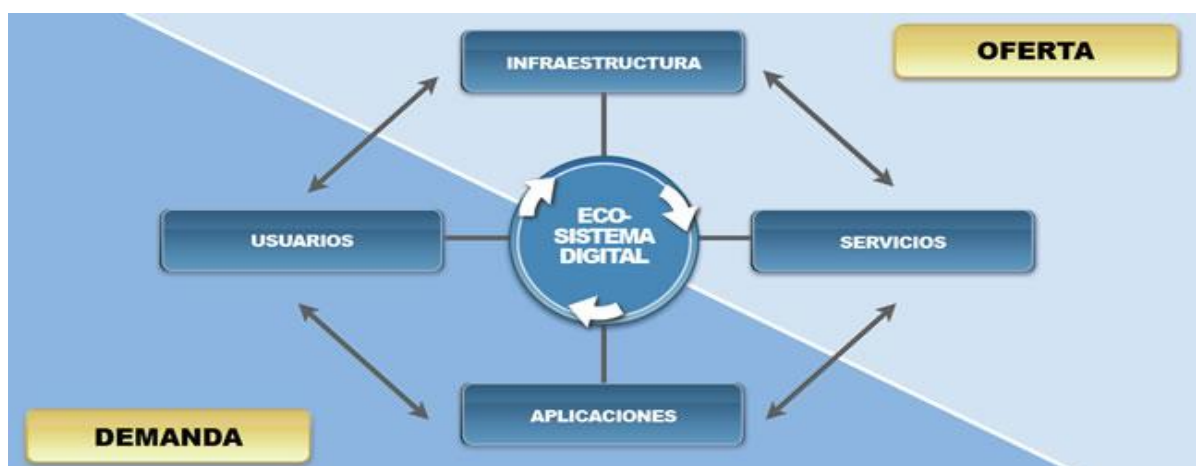 INFRAESTRUCTURA
OFERTA
USUARIOS
ECO-
SISTEMA
DIGITAL
SERVICIOS
APLICACIONES
DEMANDA